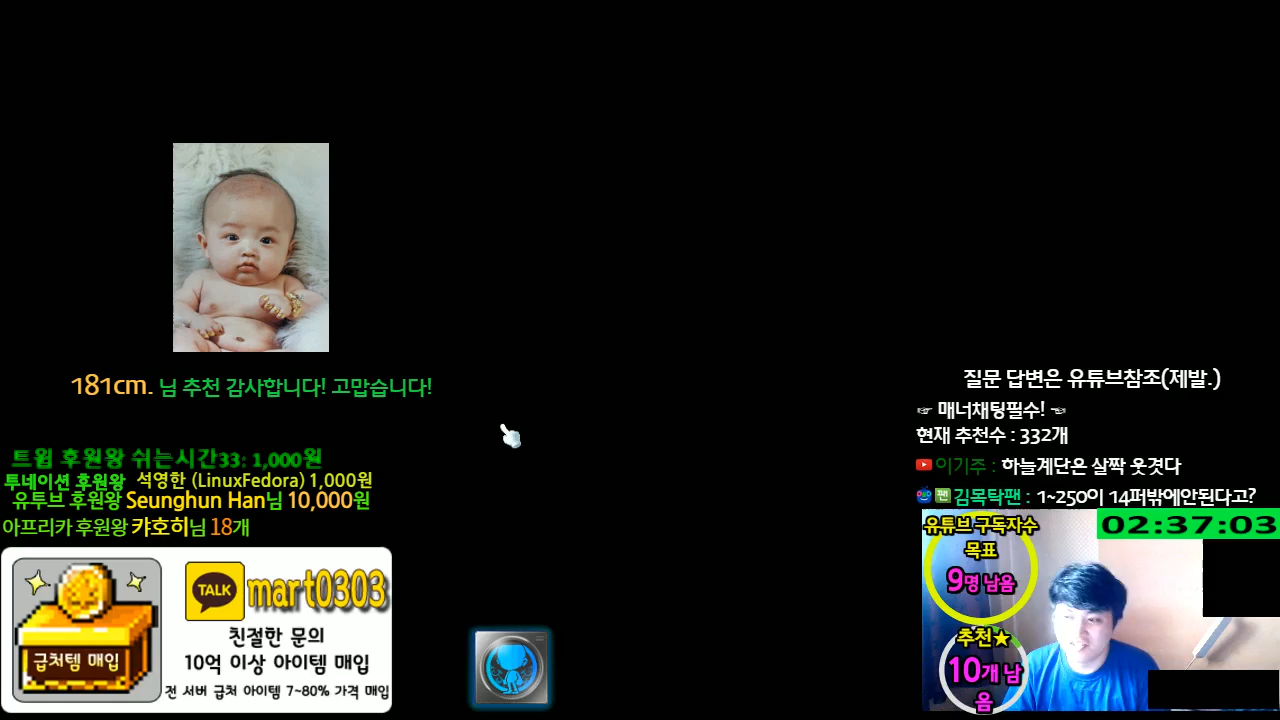 181cm. 님 추천 감사합니다! 고맙습니다!
트윕 후원왕 쉬는시간33: 1,000원
투네이션 후원왕 석영한 (LinuxFedora) 1,000원
유투브 후원왕 Seunghun Han님 10,000원
아프리카 후원왕 캬호히님 18개
급처템 매입
TALK mart0303
친절한 문의
10억 이상 아이템 매입
전 서버 급처 아이템 7~80% 가격 매입
질문 답변은 유튜브참조(제발.)
☞ 매너채팅필수! ☜
현재 추천수 : 332개
이기주 : 하늘계단은 살짝 옷겻다
팬 김목탁팬 : 1~250이 14퍼밖에안된다고?
유튜브 구독자수
목표
9명 남음
02:37:03
추천★
10개 남
음